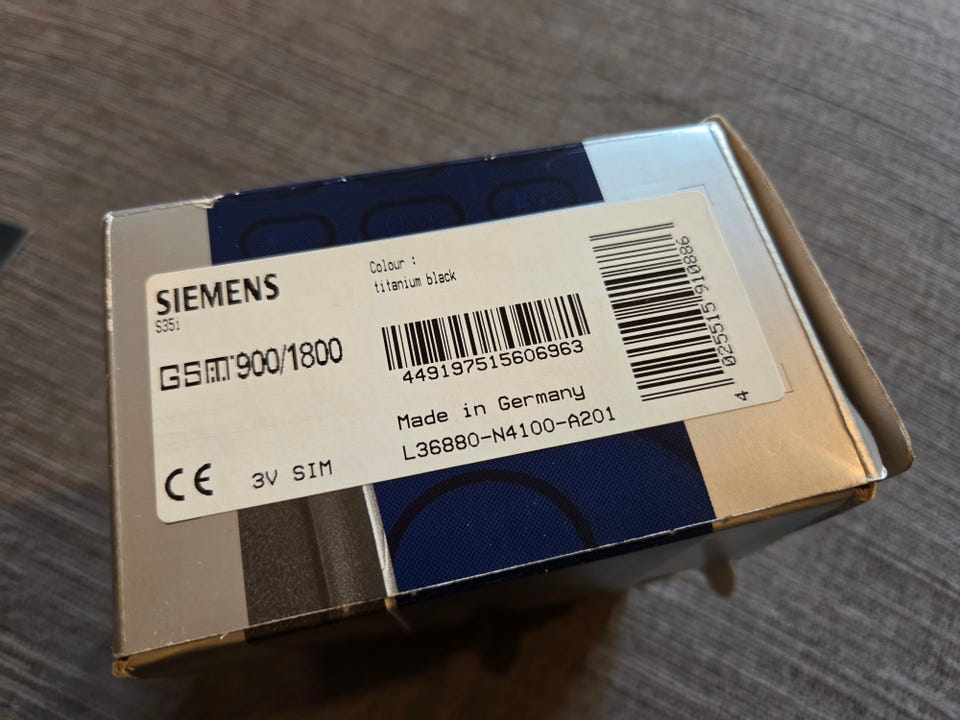 SIEMENS
S35i
GSM 900/1800
Colour :
titanium black
449197515606963
Made in Germany
L36880-N4100-A201
CE
3V SIM
4 025515 910886